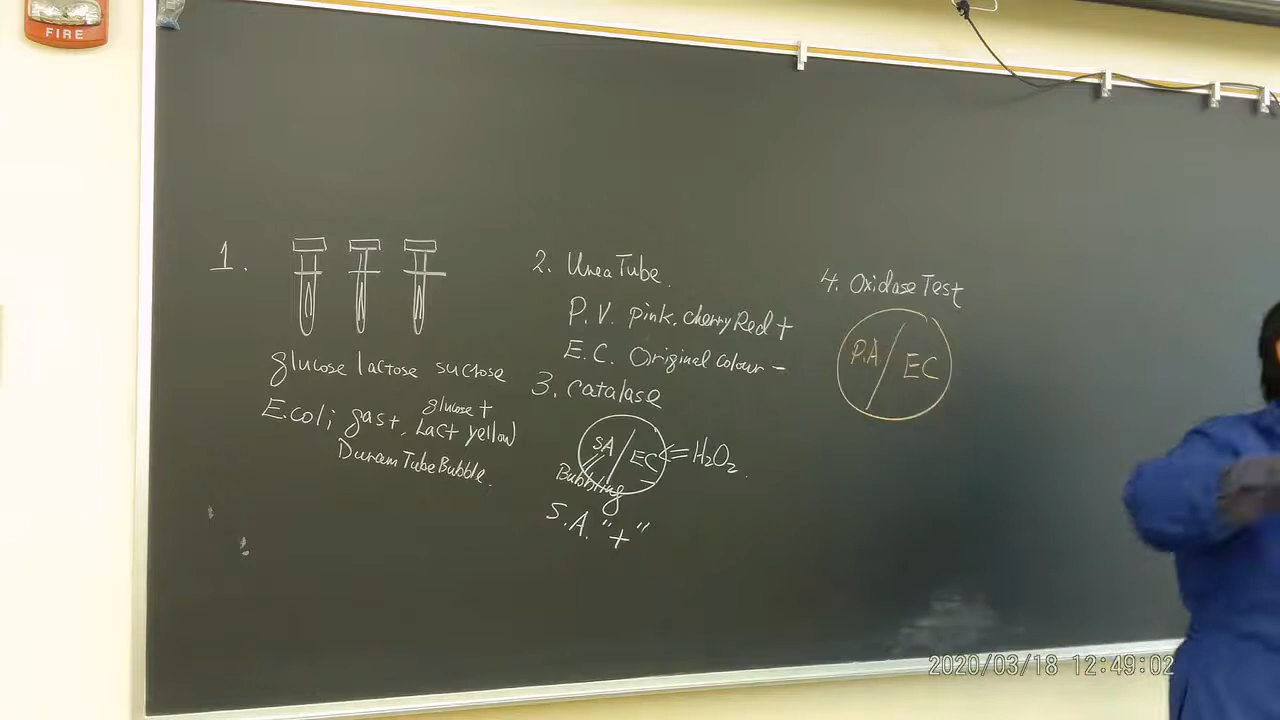 FIRE
1.
glucose lactose sucrose
E.coli; gas+, glucose +
Lact yellow
Duram Tube Bubble.
2. Urea Tube.
P.V. pink, cherry Red +
E.C. Original colour -
3. Catalase
SA / EC - <= H2O2.
Bubbling
S.A. "+"
4. Oxidase Test
P.A / EC
2020/03/18 12:49:02